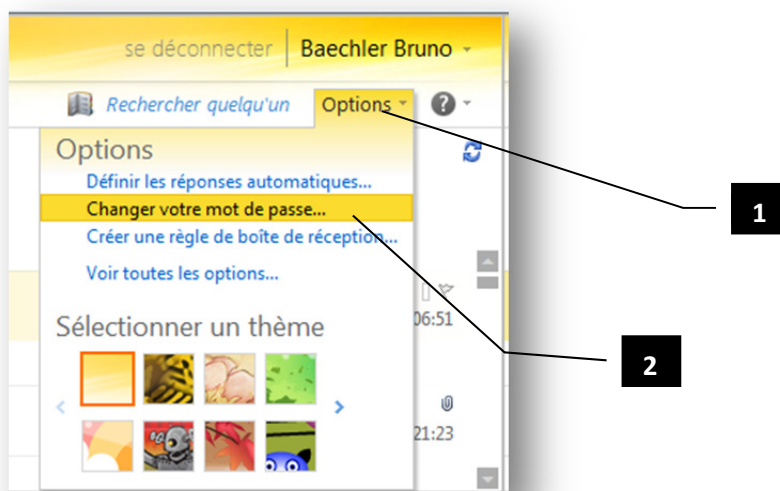 se déconnecter Baechler Bruno
Rechercher quelqu'un Options ?
Options
Définir les réponses automatiques...
Changer votre mot de passe...
Créer une règle de boîte de réception...
Voir toutes les options...
Sélectionner un thème
06:51
21:23
1
2